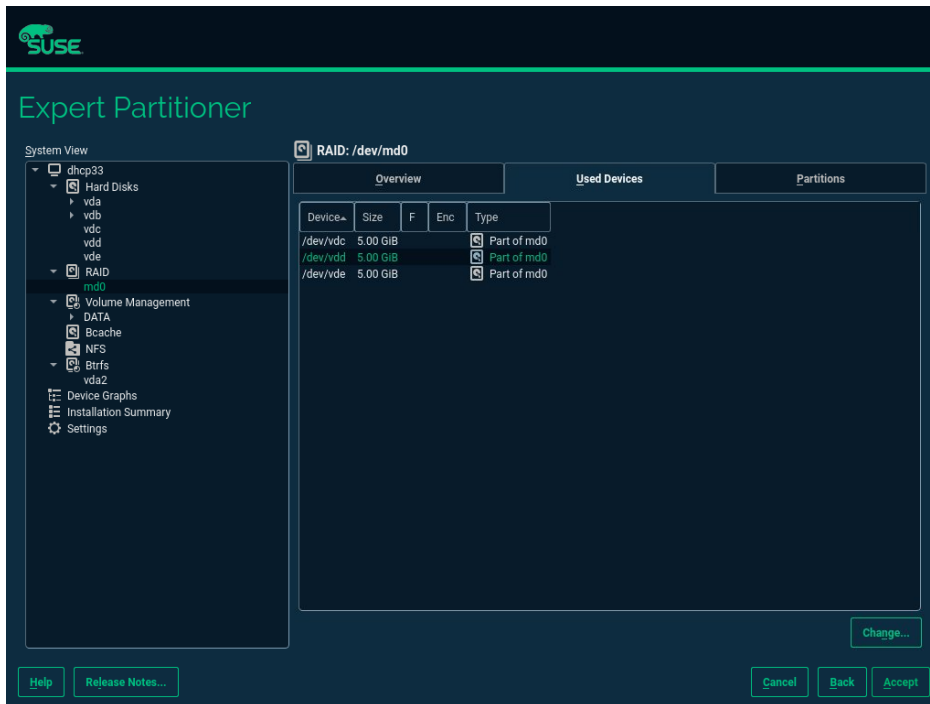 SUSE
Expert Partitioner
System View
dhcp33
Hard Disks
vda
vdb
vdc
vdd
vde
RAID
md0
Volume Management
DATA
Bcache
NFS
Btrfs
vda2
Device Graphs
Installation Summary
Settings
RAID: /dev/md0
Overview Used Devices Partitions
Device Size F Enc Type
/dev/vdc 5.00 GiB Part of md0
/dev/vdd 5.00 GiB Part of md0
/dev/vde 5.00 GiB Part of md0
Change...
Help Release Notes... Cancel Back Accept